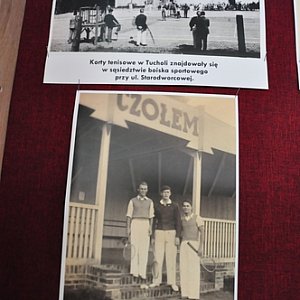 Korty tenisowe w Tucholi znajdowały się
w sąsiedztwie boiska sportowego
przy ul. Starodworcowej.
CZOŁEM